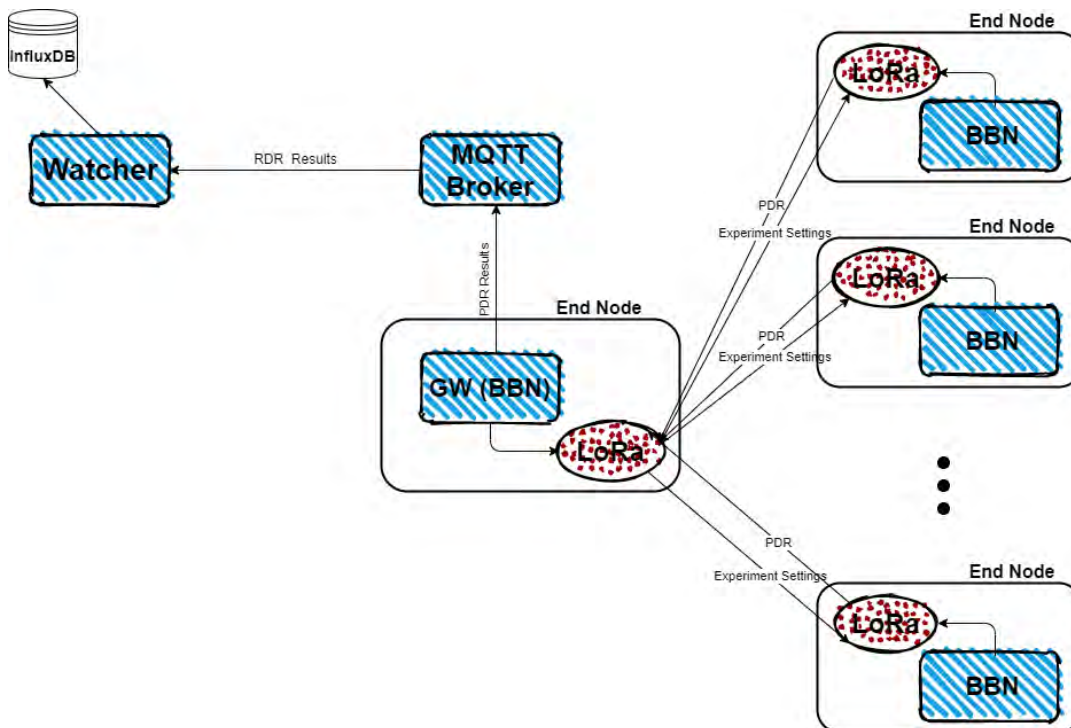 End Node
InfluxDB
LoRa
BBN
Watcher
RDR Results
MQTT
Broker
PDR
Experiment Settings
End Node
LoRa
BBN
PDR Results
End Node
PDR
Experiment Settings
GW (BBN)
LoRa
PDR
Experiment Settings
End Node
LoRa
BBN